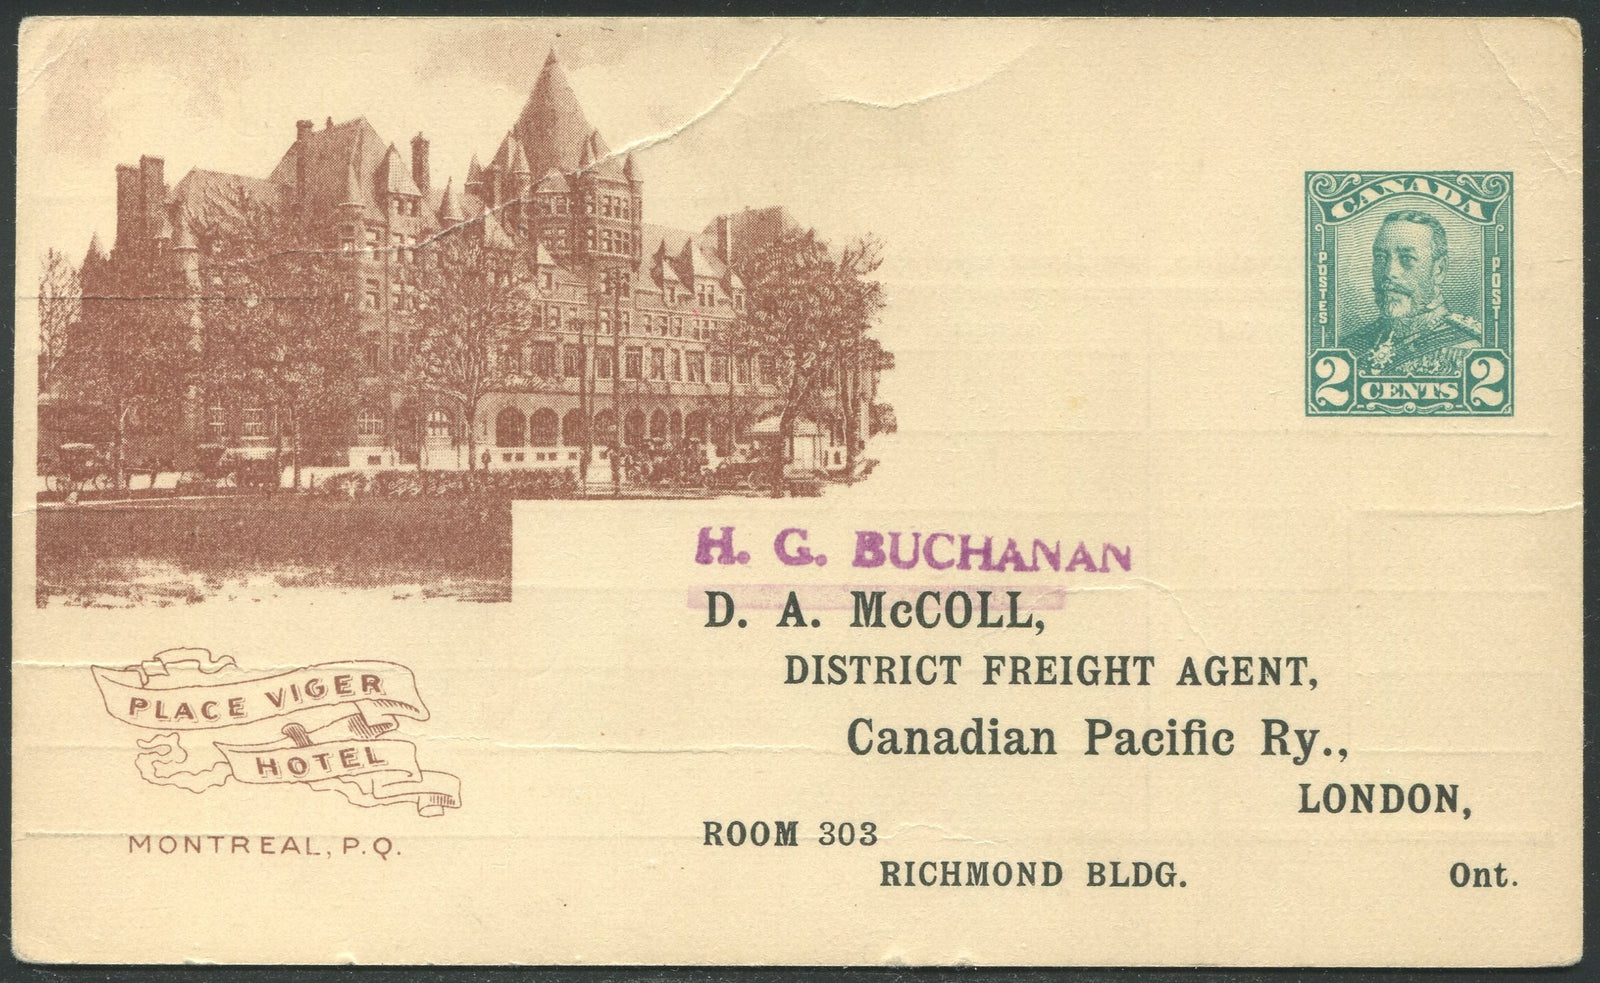 CANADA
POSTES
POST
2 CENTS 2
H. G. BUCHANAN
D. A. McCOLL,
DISTRICT FREIGHT AGENT,
Canadian Pacific Ry.,
LONDON,
ROOM 303
RICHMOND BLDG.
Ont.
PLACE VIGER
HOTEL
MONTREAL, P.Q.